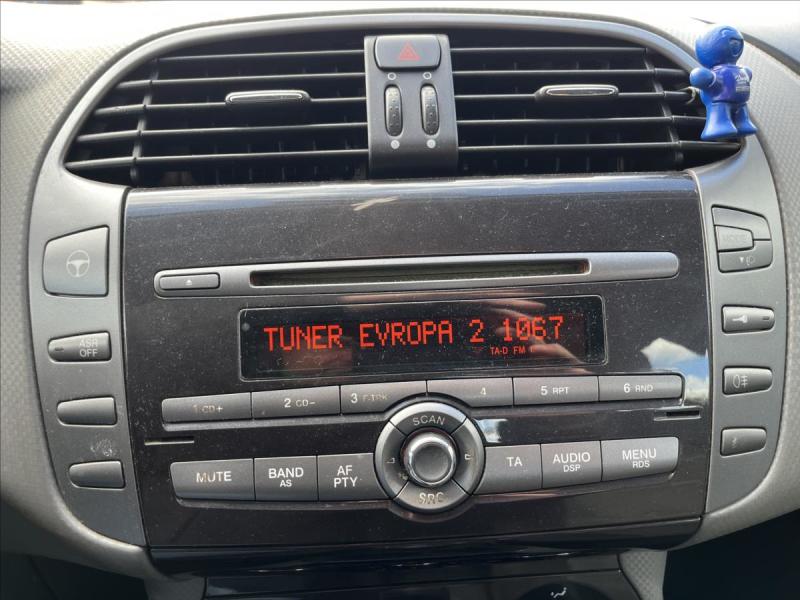 TUNER EVROPA 2 106.7
TA-D FM
1 CD+
2 CD-
3
4
5 RPT
6 RND
SCAN
MUTE
BAND
AS
AF
PTY
TA
AUDIO
DSP
MENU
RDS
SRC
ASR
OFF
MODE